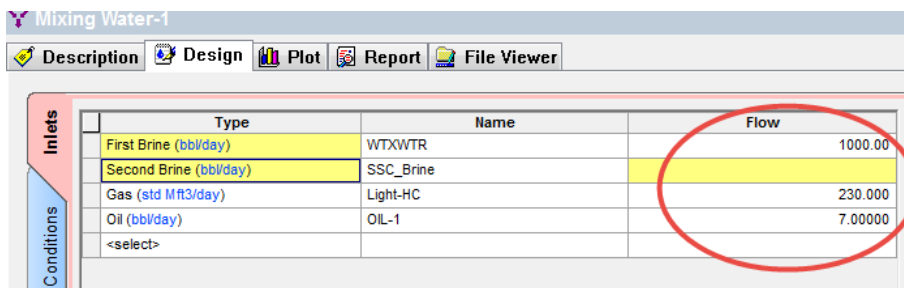 Mixing Water-1
Description Design Plot Report File Viewer
Inlets
Type Name Flow
First Brine (bbl/day) WTXWTR 1000.00
Second Brine (bbl/day) SSC_Brine
Gas (std Mft3/day) Light-HC 230.000
Oil (bbl/day) OIL-1 7.00000
<select>
Conditions